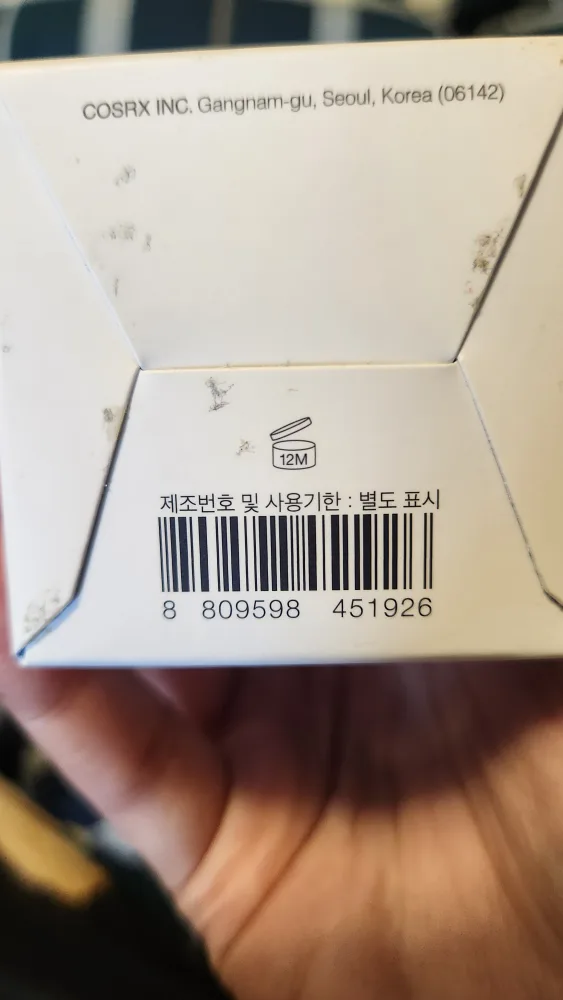 COSRX INC. Gangnam-gu, Seoul, Korea (06142)
12M
제조번호 및 사용기한 : 별도 표시
8 809598 451926